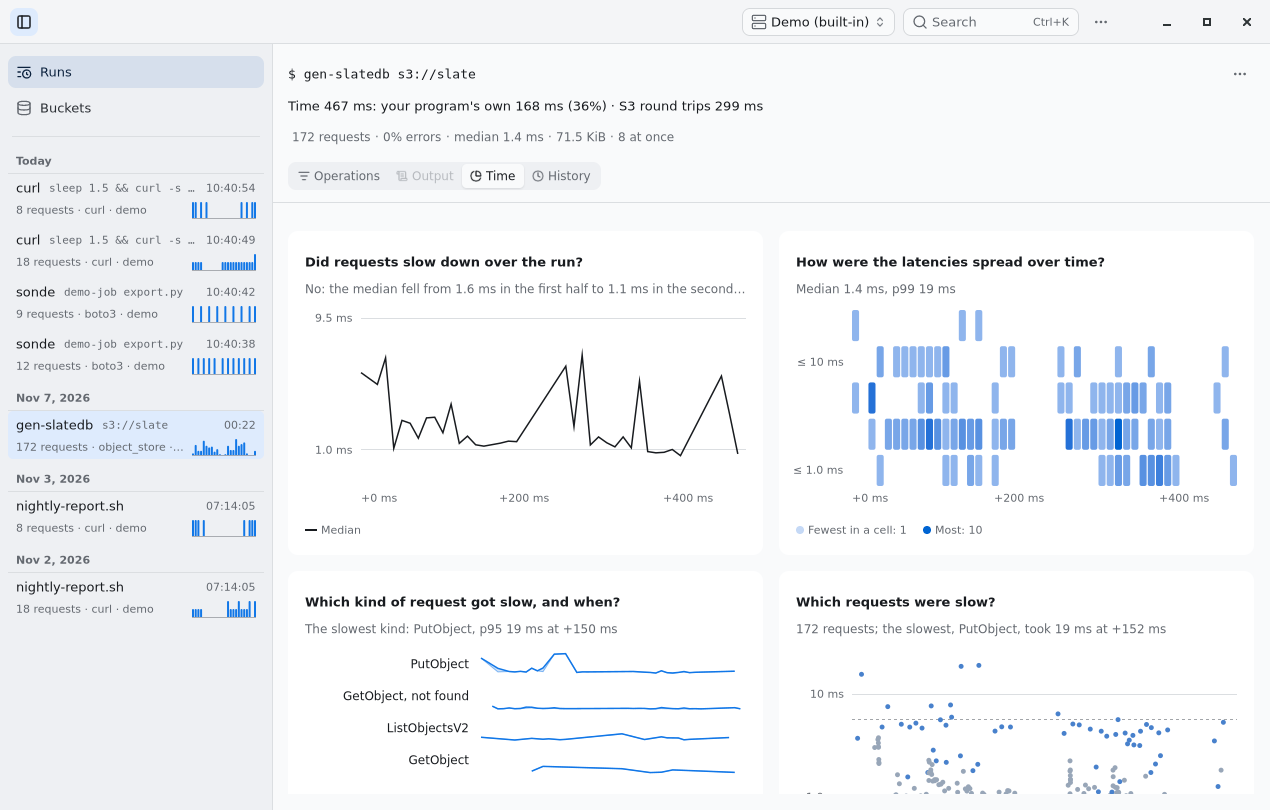 Demo (built-in)
Search Ctrl+K
Runs
Buckets
Today
curl sleep 1.5 && curl -s … 10:40:54
8 requests · curl · demo
curl sleep 1.5 && curl -s … 10:40:49
18 requests · curl · demo
sonde demo-job export.py 10:40:42
9 requests · boto3 · demo
sonde demo-job export.py 10:40:38
12 requests · boto3 · demo
Nov 7, 2026
gen-slatedb s3://slate 00:22
172 requests · object_store ·…
Nov 3, 2026
nightly-report.sh 07:14:05
8 requests · curl · demo
Nov 2, 2026
nightly-report.sh 07:14:05
18 requests · curl · demo
$ gen-slatedb s3://slate
Time 467 ms: your program's own 168 ms (36%) · S3 round trips 299 ms
172 requests · 0% errors · median 1.4 ms · 71.5 KiB · 8 at once
Operations Output Time History
Did requests slow down over the run?
No: the median fell from 1.6 ms in the first half to 1.1 ms in the second…
9.5 ms
1.0 ms
+0 ms +200 ms +400 ms
Median
How were the latencies spread over time?
Median 1.4 ms, p99 19 ms
≤ 10 ms
≤ 1.0 ms
+0 ms +200 ms +400 ms
Fewest in a cell: 1 Most: 10
Which kind of request got slow, and when?
The slowest kind: PutObject, p95 19 ms at +150 ms
PutObject
GetObject, not found
ListObjectsV2
GetObject
Which requests were slow?
172 requests; the slowest, PutObject, took 19 ms at +152 ms
10 ms